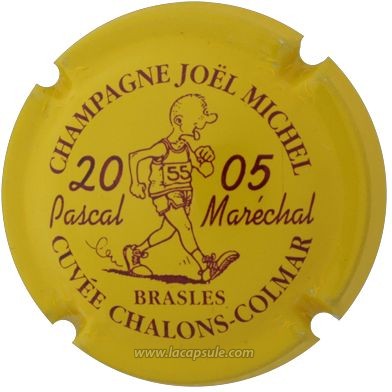 CHAMPAGNE JOËL MICHEL
20 05
55
Pascal Maréchal
BRASLES
CUVÉE CHALONS-COLMAR
www.lacapsule.com